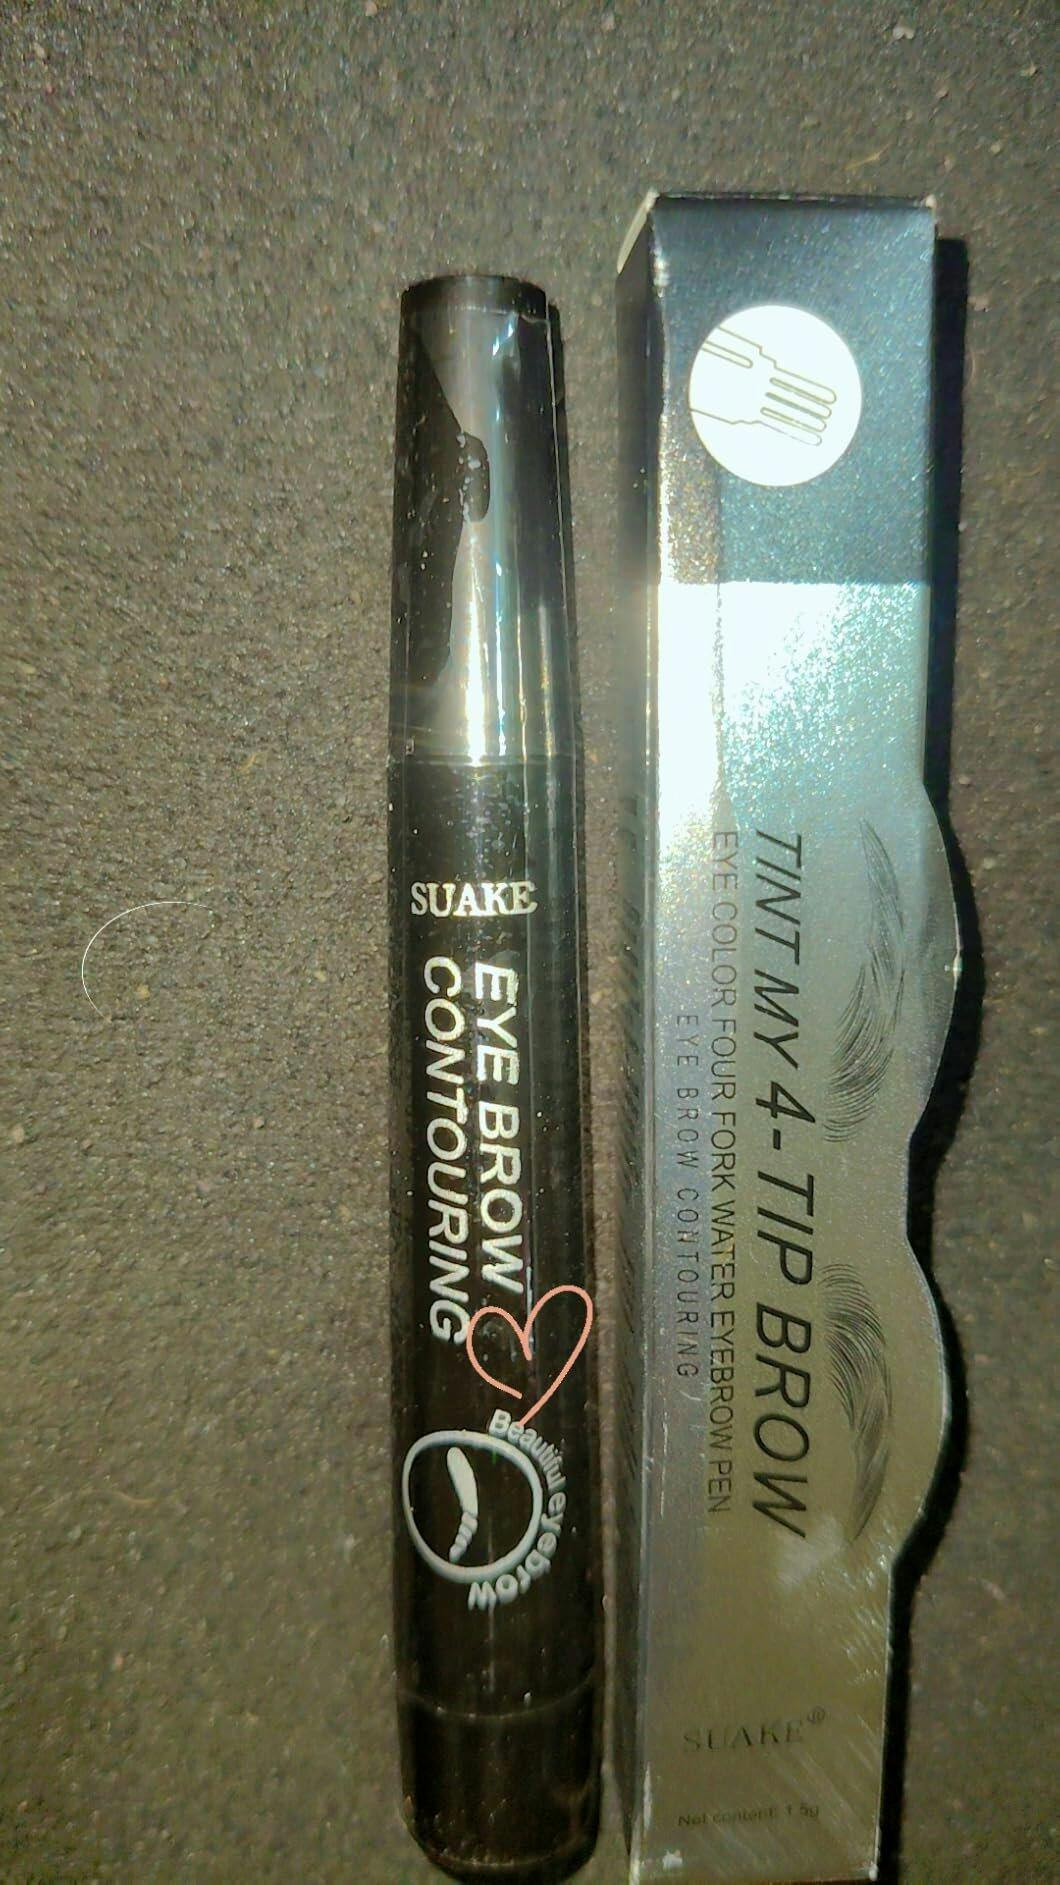 SUAKE
EYE BROW
CONTOURING
Beautiful eyebrow
TINT MY 4-TIP BROW
EYE COLOR FOUR FORK WATER EYEBROW PEN
EYE BROW CONTOURING
SUAKE®
Net content: 1.5g